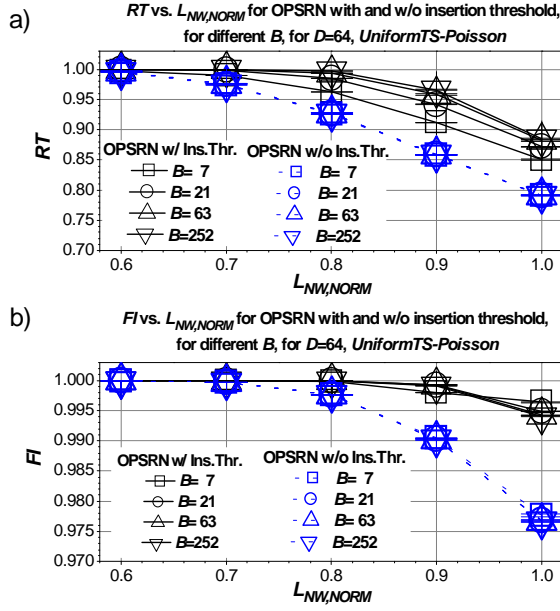 a)
RT vs. L_NW,NORM for OPSRN with and w/o insertion threshold,
for different B, for D=64, UniformTS-Poisson
1.00
0.95
0.90
0.85
0.80
0.75
0.70
RT
OPSRN w/ Ins.Thr.
B= 7
B= 21
B= 63
B=252
OPSRN w/o Ins.Thr.
B= 7
B= 21
B= 63
B=252
0.6 0.7 0.8 0.9 1.0
L_NW,NORM
b)
FI vs. L_NW,NORM for OPSRN with and w/o insertion threshold,
for different B, for D=64, UniformTS-Poisson
1.000
0.995
0.990
0.985
0.980
0.975
0.970
FI
OPSRN w/ Ins.Thr.
B= 7
B= 21
B= 63
B=252
OPSRN w/o Ins.Thr.
B= 7
B= 21
B= 63
B=252
0.6 0.7 0.8 0.9 1.0
L_NW,NORM